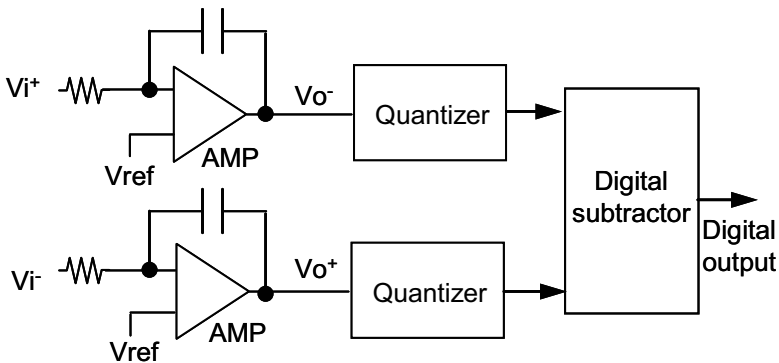 Vi⁺
Vref
AMP
Vo⁻
Quantizer
Vi⁻
Vref
AMP
Vo⁺
Quantizer
Digital
subtractor
Digital
output